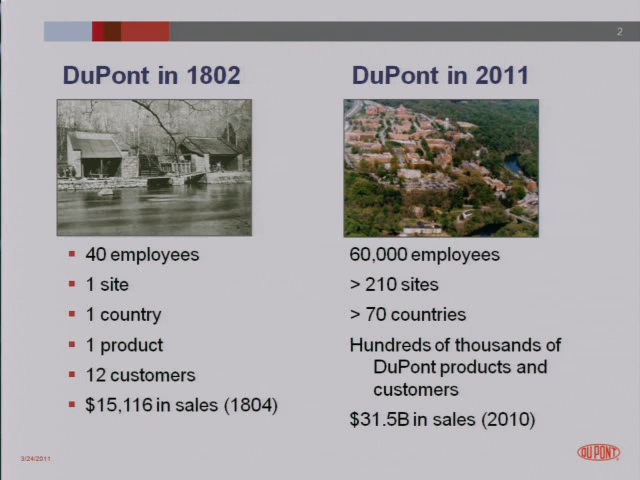 2
DuPont in 1802
DuPont in 2011
40 employees
1 site
1 country
1 product
12 customers
$15,116 in sales (1804)
60,000 employees
> 210 sites
> 70 countries
Hundreds of thousands of
DuPont products and
customers
$31.5B in sales (2010)
3/24/2011
DU PONT